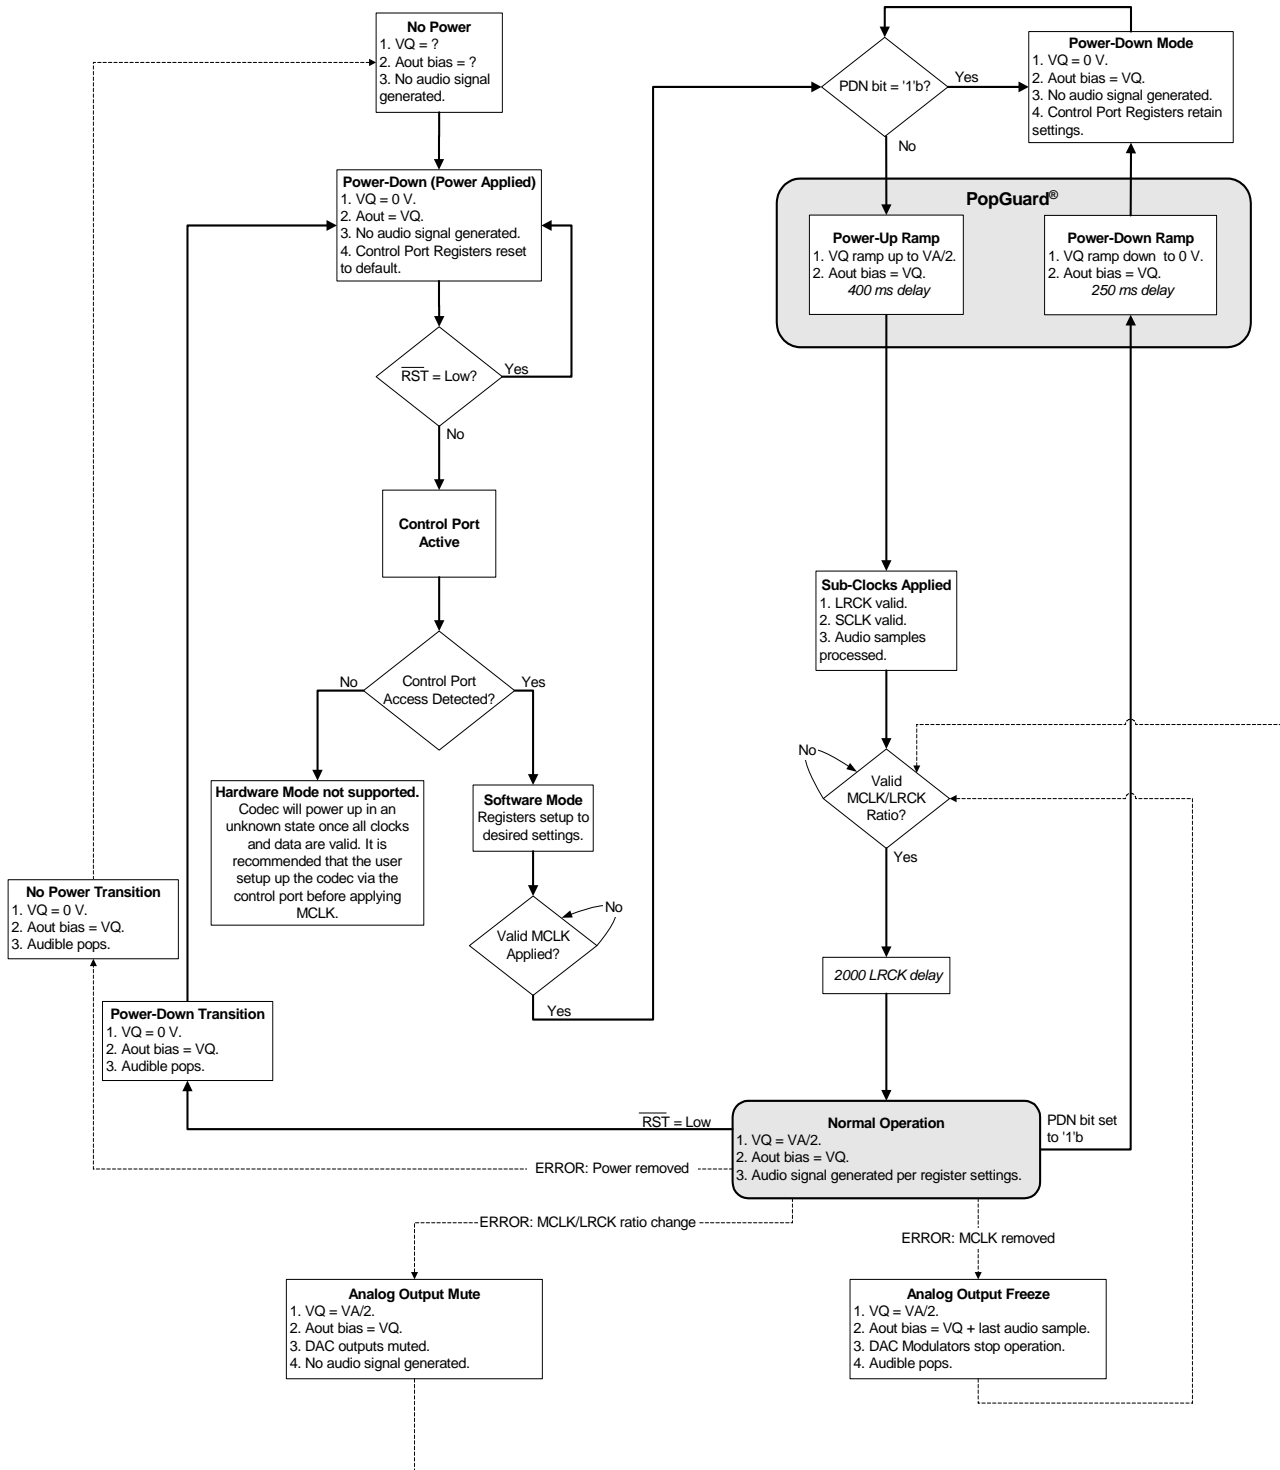 No Power
1. VQ = ?
2. Aout bias = ?
3. No audio signal
generated.
Power-Down (Power Applied)
1. VQ = 0 V.
2. Aout = VQ.
3. No audio signal generated.
4. Control Port Registers reset
to default.
RST = Low?
Yes
No
Control Port
Active
Control Port
Access Detected?
No
Yes
Hardware Mode not supported.
Codec will power up in an
unknown state once all clocks
and data are valid. It is
recommended that the user
setup up the codec via the
control port before applying
MCLK.
Software Mode
Registers setup to
desired settings.
Valid MCLK
Applied?
No
Yes
No Power Transition
1. VQ = 0 V.
2. Aout bias = VQ.
3. Audible pops.
Power-Down Transition
1. VQ = 0 V.
2. Aout bias = VQ.
3. Audible pops.
PDN bit = '1'b?
Yes
No
Power-Down Mode
1. VQ = 0 V.
2. Aout bias = VQ.
3. No audio signal generated.
4. Control Port Registers retain
settings.
PopGuard®
Power-Up Ramp
1. VQ ramp up to VA/2.
2. Aout bias = VQ.
400 ms delay
Power-Down Ramp
1. VQ ramp down to 0 V.
2. Aout bias = VQ.
250 ms delay
Sub-Clocks Applied
1. LRCK valid.
2. SCLK valid.
3. Audio samples
processed.
No
Valid
MCLK/LRCK
Ratio?
Yes
2000 LRCK delay
Normal Operation
1. VQ = VA/2.
2. Aout bias = VQ.
3. Audio signal generated per register settings.
RST = Low
PDN bit set
to '1'b
ERROR: Power removed
ERROR: MCLK/LRCK ratio change
ERROR: MCLK removed
Analog Output Mute
1. VQ = VA/2.
2. Aout bias = VQ.
3. DAC outputs muted.
4. No audio signal generated.
Analog Output Freeze
1. VQ = VA/2.
2. Aout bias = VQ + last audio sample.
3. DAC Modulators stop operation.
4. Audible pops.